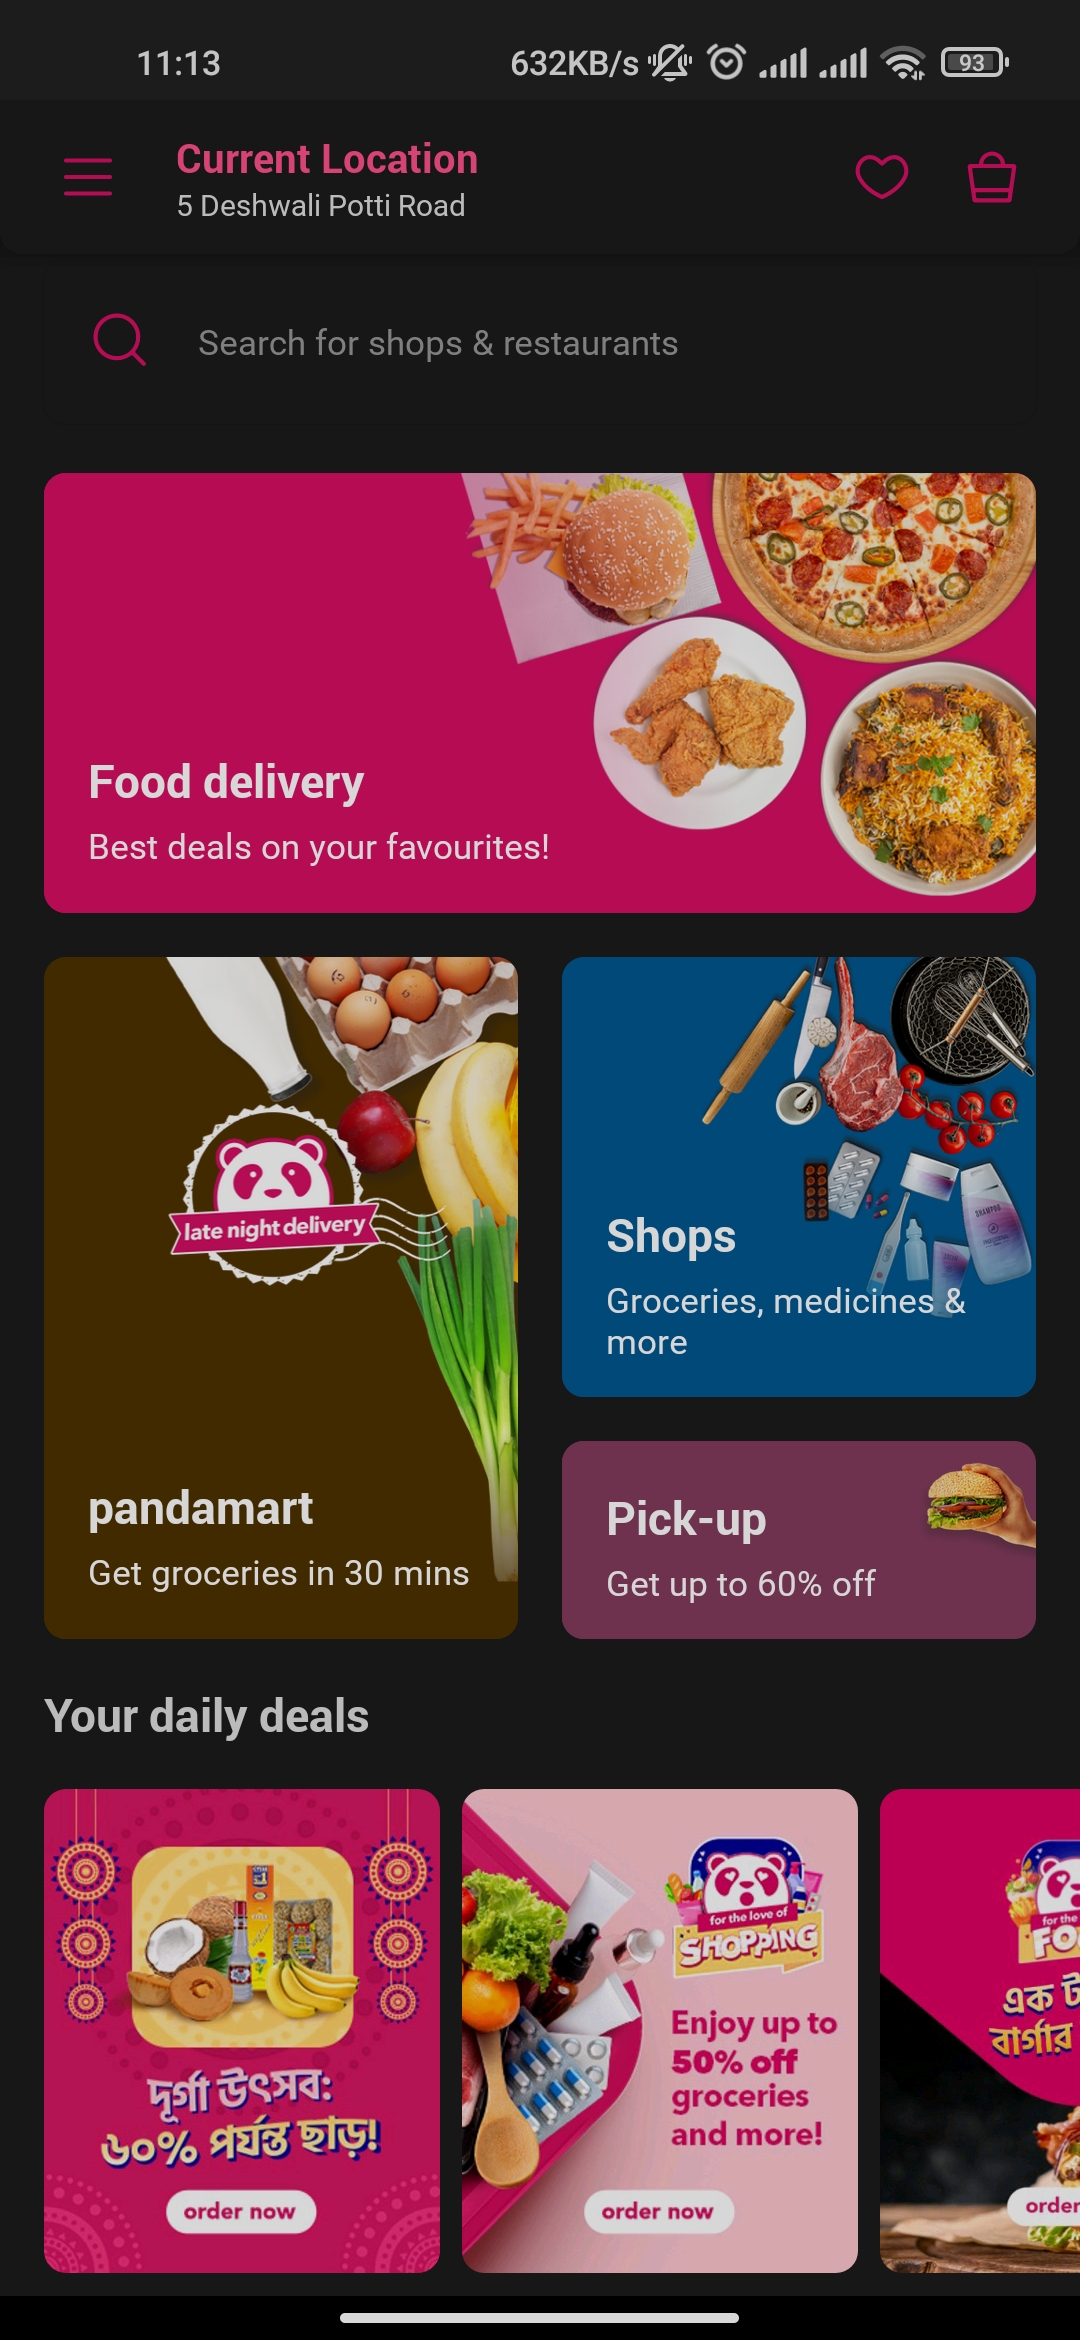 11:13
632KB/s
93
Current Location
5 Deshwali Potti Road
Search for shops & restaurants
Food delivery
Best deals on your favourites!
late night delivery
pandamart
Get groceries in 30 mins
SHAMPOO
Shops
Groceries, medicines &
more
Pick-up
Get up to 60% off
Your daily deals
দূর্গা উৎসব:
৬০% পর্যন্ত ছাড়!
order now
for the love of
SHOPPING
Enjoy up to
50% off
groceries
and more!
order now
for the
FO
এক ট
বার্গার
order